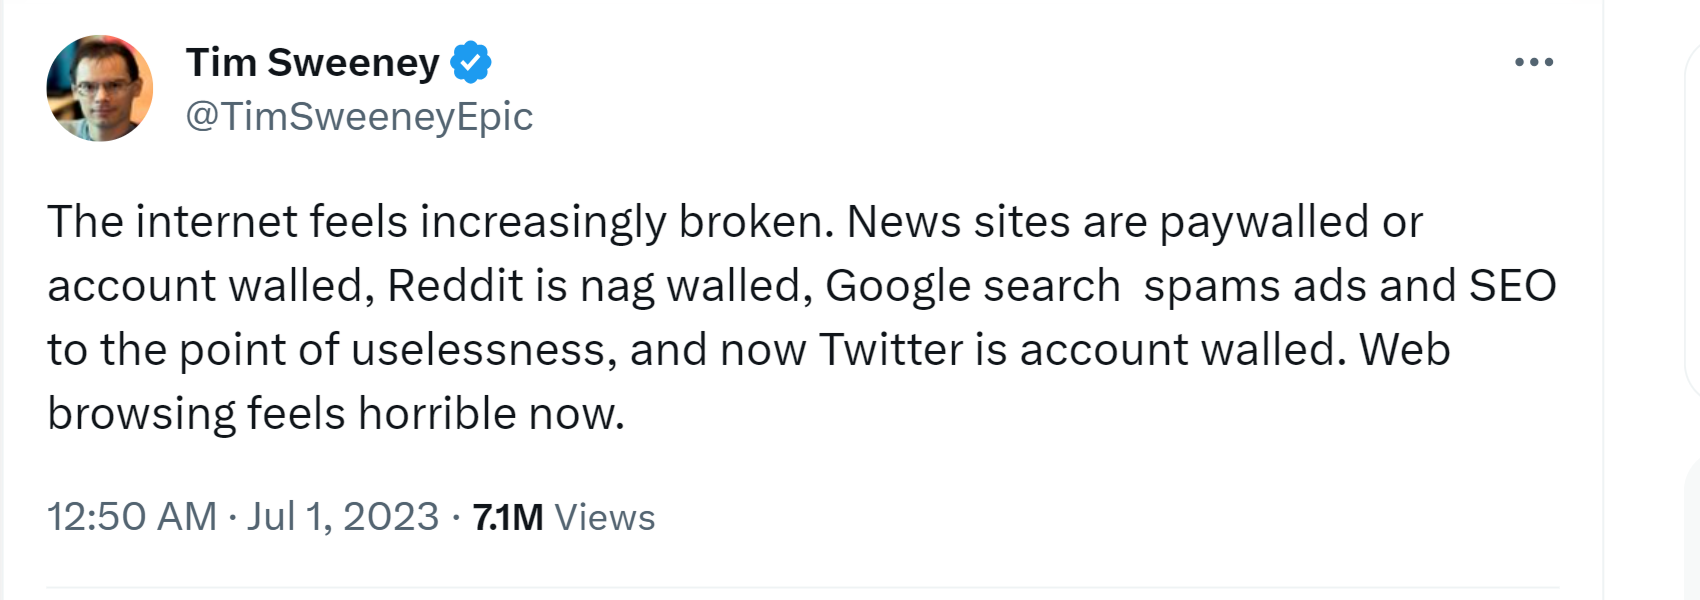 Tim Sweeney
@TimSweeneyEpic
The internet feels increasingly broken. News sites are paywalled or
account walled, Reddit is nag walled, Google search  spams ads and SEO
to the point of uselessness, and now Twitter is account walled. Web
browsing feels horrible now.
12:50 AM · Jul 1, 2023 · 7.1M Views